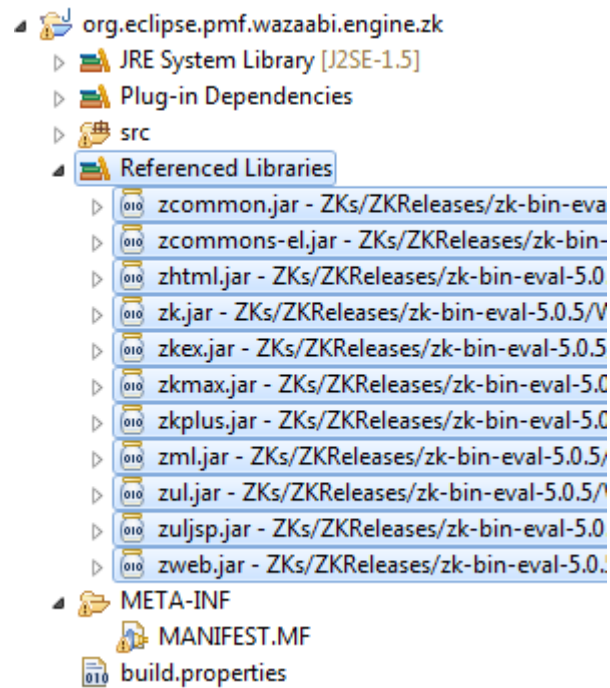 org.eclipse.pmf.wazaabi.engine.zk
JRE System Library [J2SE-1.5]
Plug-in Dependencies
src
Referenced Libraries
zcommon.jar - ZKs/ZKReleases/zk-bin-eva
zcommons-el.jar - ZKs/ZKReleases/zk-bin-
zhtml.jar - ZKs/ZKReleases/zk-bin-eval-5.0
zk.jar - ZKs/ZKReleases/zk-bin-eval-5.0.5/W
zkex.jar - ZKs/ZKReleases/zk-bin-eval-5.0.5
zkmax.jar - ZKs/ZKReleases/zk-bin-eval-5.0
zkplus.jar - ZKs/ZKReleases/zk-bin-eval-5.0
zml.jar - ZKs/ZKReleases/zk-bin-eval-5.0.5/
zul.jar - ZKs/ZKReleases/zk-bin-eval-5.0.5/W
zuljsp.jar - ZKs/ZKReleases/zk-bin-eval-5.0
zweb.jar - ZKs/ZKReleases/zk-bin-eval-5.0.5
META-INF
MANIFEST.MF
build.properties